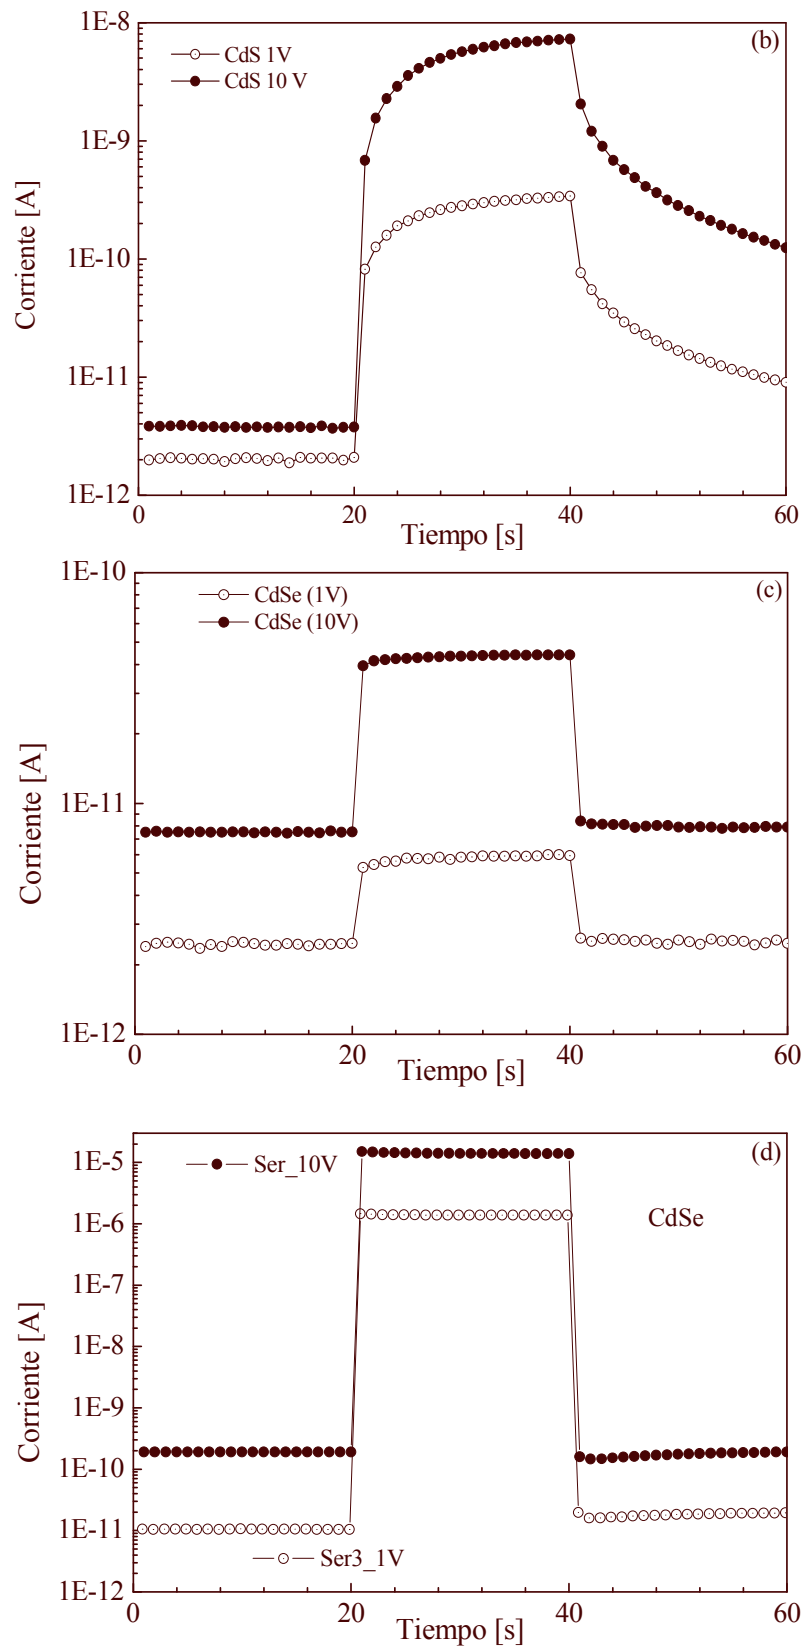 1E-8
(b)
CdS 1V
CdS 10 V
1E-9
Corriente [A]
1E-10
1E-11
1E-12
0
20
40
60
Tiempo [s]
1E-10
(c)
CdSe (1V)
CdSe (10V)
Corriente [A]
1E-11
1E-12
0
20
40
60
Tiempo [s]
(d)
1E-5
Ser_10V
1E-6
CdSe
1E-7
Corriente [A]
1E-8
1E-9
1E-10
1E-11
Ser3_1V
1E-12
0
20
40
60
Tiempo [s]